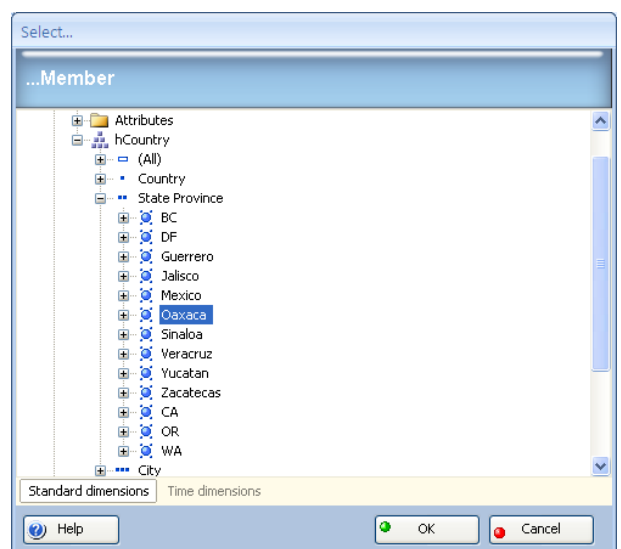 Select...
...Member
Attributes
hCountry
(All)
Country
State Province
BC
DF
Guerrero
Jalisco
Mexico
Oaxaca
Sinaloa
Veracruz
Yucatan
Zacatecas
CA
OR
WA
City
Standard dimensions Time dimensions
Help OK Cancel